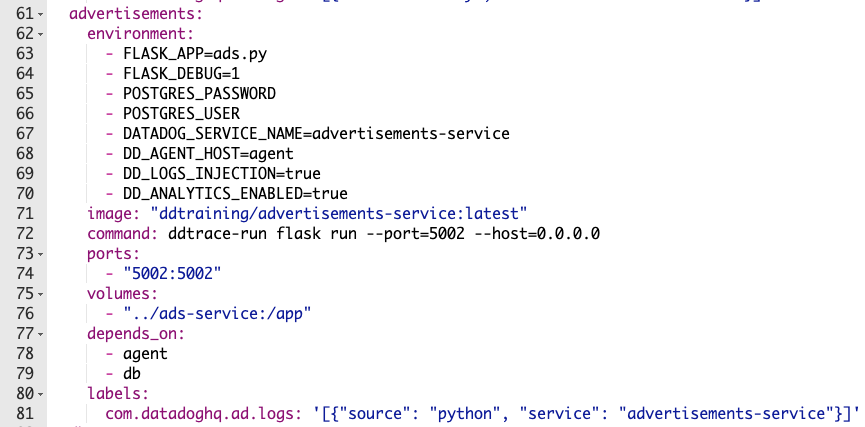 61 advertisements:
62 environment:
63 - FLASK_APP=ads.py
64 - FLASK_DEBUG=1
65 - POSTGRES_PASSWORD
66 - POSTGRES_USER
67 - DATADOG_SERVICE_NAME=advertisements-service
68 - DD_AGENT_HOST=agent
69 - DD_LOGS_INJECTION=true
70 - DD_ANALYTICS_ENABLED=true
71 image: "ddtraining/advertisements-service:latest"
72 command: ddtrace-run flask run --port=5002 --host=0.0.0.0
73 ports:
74 - "5002:5002"
75 volumes:
76 - "../ads-service:/app"
77 depends_on:
78 - agent
79 - db
80 labels:
81 com.datadoghq.ad.logs: '[{"source": "python", "service": "advertisements-service"}]'